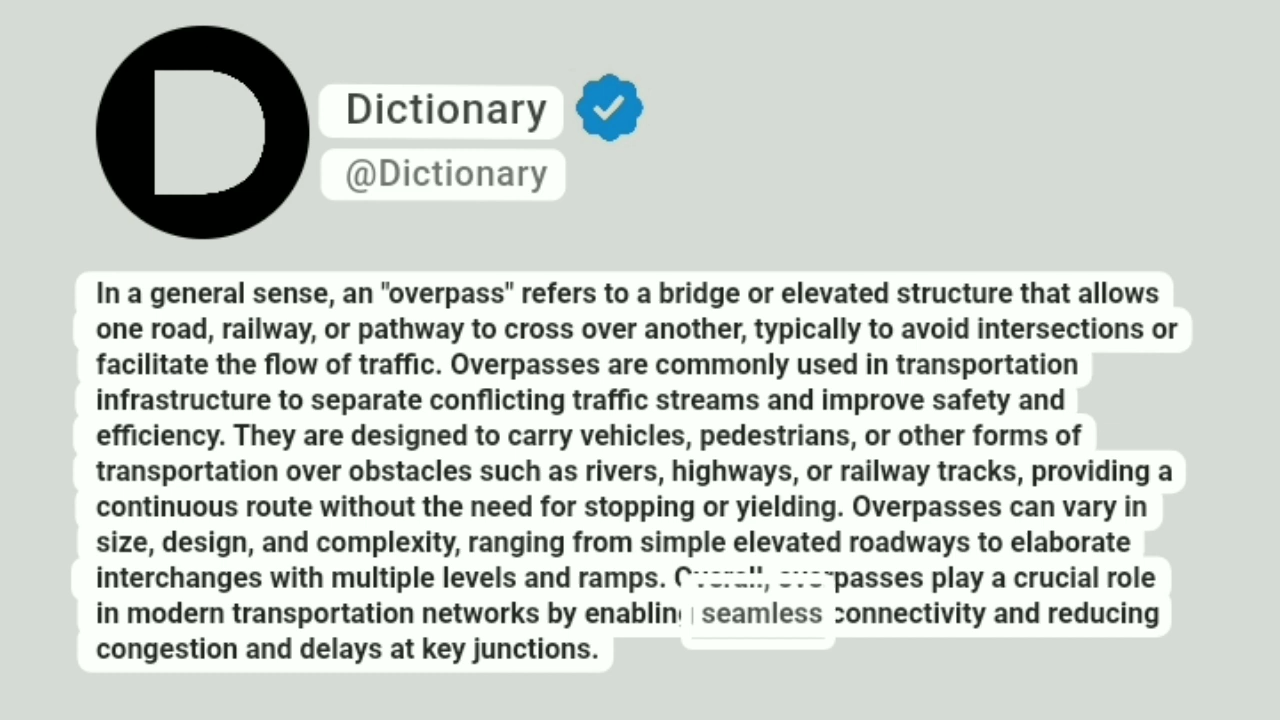 D
Dictionary
@Dictionary
In a general sense, an "overpass" refers to a bridge or elevated structure that allows
one road, railway, or pathway to cross over another, typically to avoid intersections or
facilitate the flow of traffic. Overpasses are commonly used in transportation
infrastructure to separate conflicting traffic streams and improve safety and
efficiency. They are designed to carry vehicles, pedestrians, or other forms of
transportation over obstacles such as rivers, highways, or railway tracks, providing a
continuous route without the need for stopping or yielding. Overpasses can vary in
size, design, and complexity, ranging from simple elevated roadways to elaborate
interchanges with multiple levels and ramps. Overall, overpasses play a crucial role
in modern transportation networks by enabling seamless connectivity and reducing
congestion and delays at key junctions.